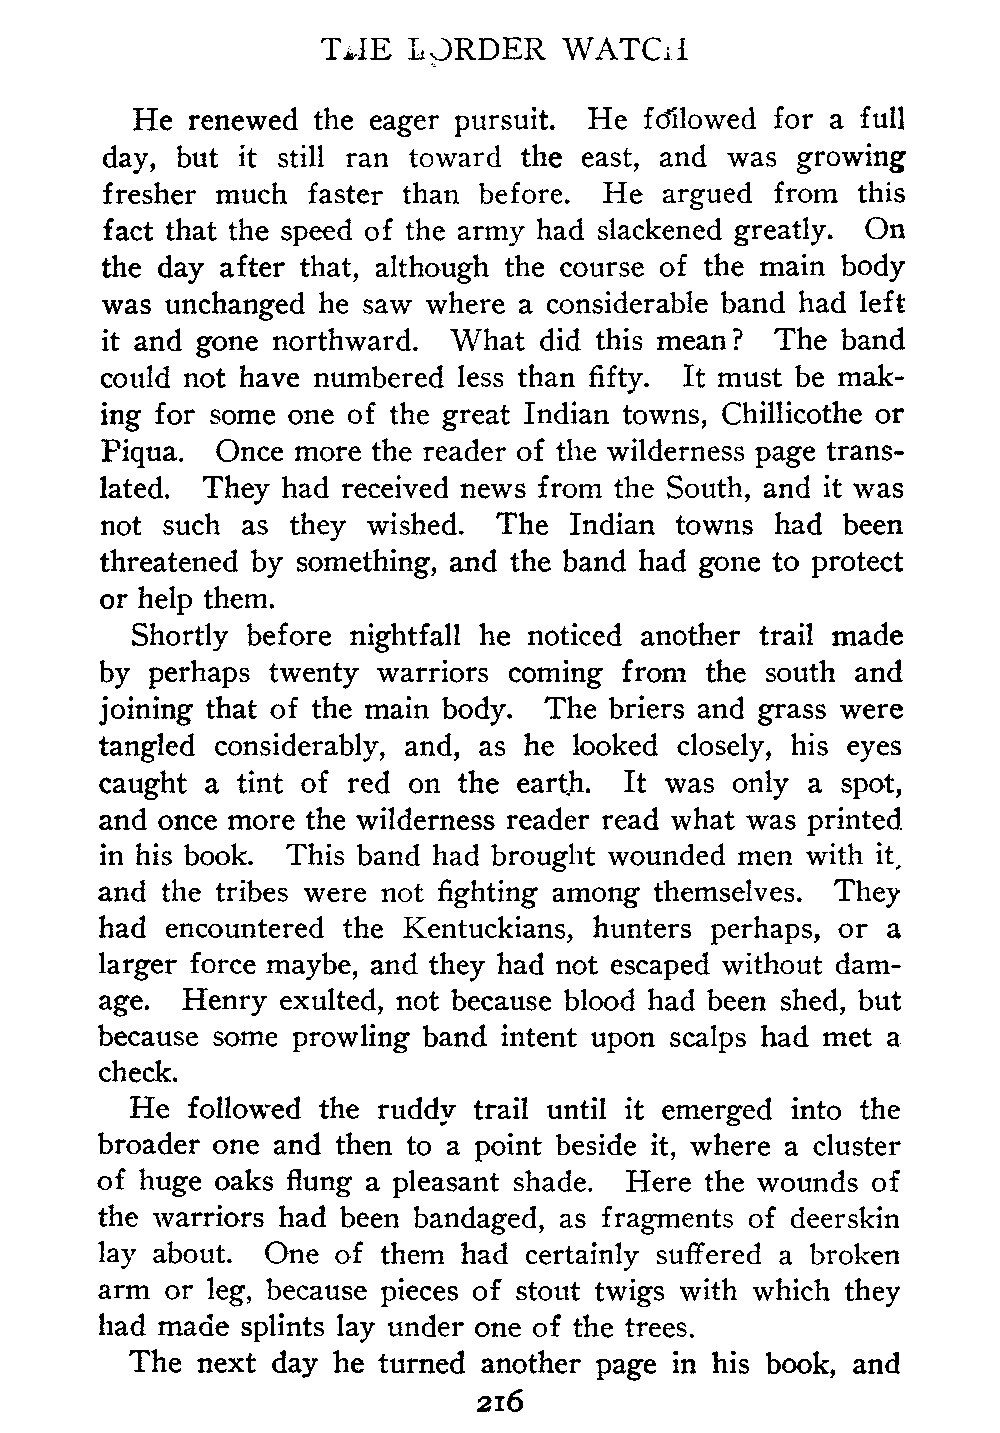 THE BORDER WATCH
He renewed the eager pursuit. He followed for a full
day, but it still ran toward the east, and was growing
fresher much faster than before. He argued from this
fact that the speed of the army had slackened greatly. On
the day after that, although the course of the main body
was unchanged he saw where a considerable band had left
it and gone northward. What did this mean? The band
could not have numbered less than fifty. It must be mak-
ing for some one of the great Indian towns, Chillicothe or
Piqua. Once more the reader of the wilderness page trans-
lated. They had received news from the South, and it was
not such as they wished. The Indian towns had been
threatened by something, and the band had gone to protect
or help them.
Shortly before nightfall he noticed another trail made
by perhaps twenty warriors coming from the south and
joining that of the main body. The briers and grass were
tangled considerably, and, as he looked closely, his eyes
caught a tint of red on the earth. It was only a spot,
and once more the wilderness reader read what was printed
in his book. This band had brought wounded men with it,
and the tribes were not fighting among themselves. They
had encountered the Kentuckians, hunters perhaps, or a
larger force maybe, and they had not escaped without dam-
age. Henry exulted, not because blood had been shed, but
because some prowling band intent upon scalps had met a
check.
He followed the ruddy trail until it emerged into the
broader one and then to a point beside it, where a cluster
of huge oaks flung a pleasant shade. Here the wounds of
the warriors had been bandaged, as fragments of deerskin
lay about. One of them had certainly suffered a broken
arm or leg, because pieces of stout twigs with which they
had made splints lay under one of the trees.
The next day he turned another page in his book, and
216